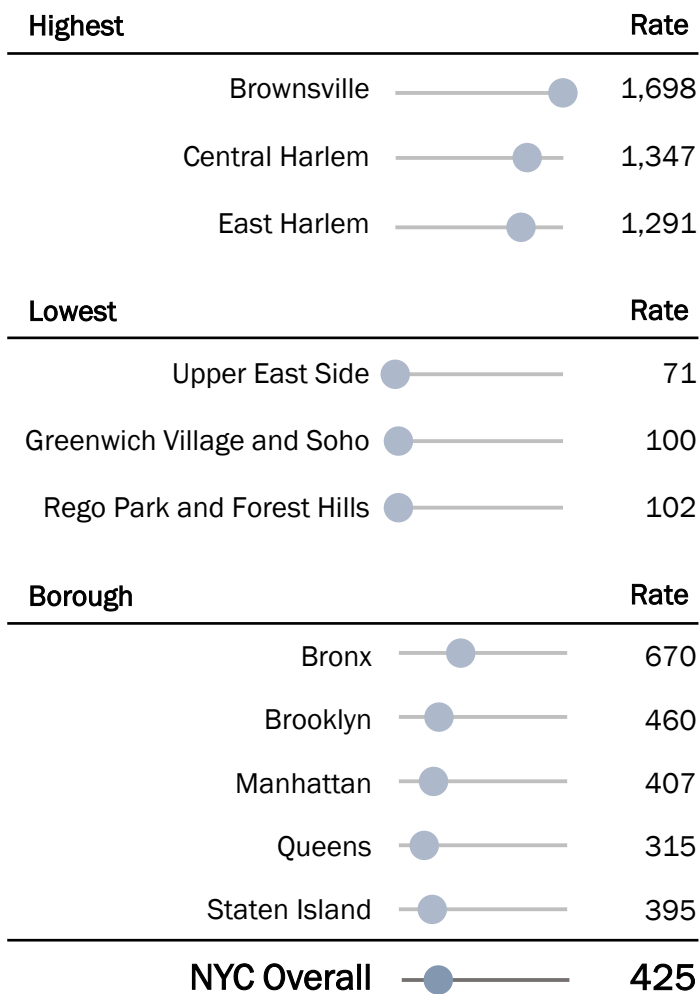 Highest Rate
Brownsville 1,698
Central Harlem 1,347
East Harlem 1,291
Lowest Rate
Upper East Side 71
Greenwich Village and Soho 100
Rego Park and Forest Hills 102
Borough Rate
Bronx 670
Brooklyn 460
Manhattan 407
Queens 315
Staten Island 395
NYC Overall 425